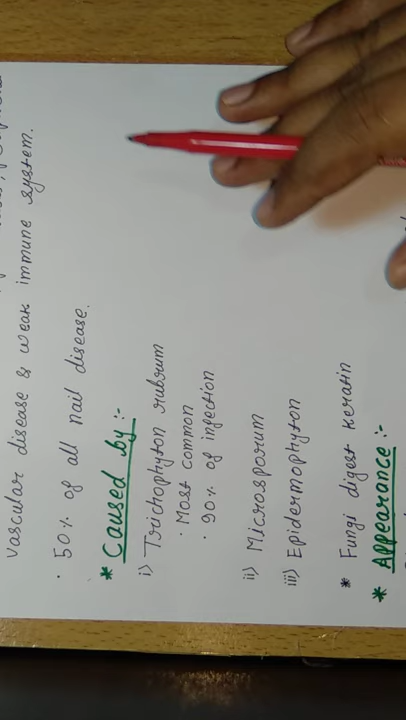 vascular disease & weak immune system.
· 50% of all nail disease.
* Caused by :-
i) Trichophyton rubrum
· Most common
· 90% of infection
ii) Microsporum
iii) Epidermophyton
* Fungi digest keratin
* Appearance :-